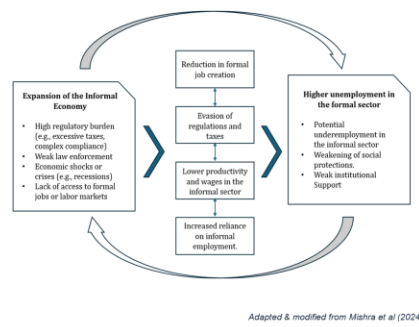 Expansion of the Informal
Economy
• High regulatory burden
(e.g., excessive taxes,
complex compliance)
• Weak law enforcement
• Economic shocks or
crises (e.g., recessions)
• Lack of access to formal
jobs or labor markets
Reduction in formal
job creation
Evasion of
regulations and
taxes
Lower productivity
and wages in the
informal sector
Increased reliance
on informal
employment.
Higher unemployment
in the formal sector
• Potential
underemployment in
the informal sector
• Weakening of social
protections.
• Weak institutional
Support
Adapted & modified from Mishra et al (2024